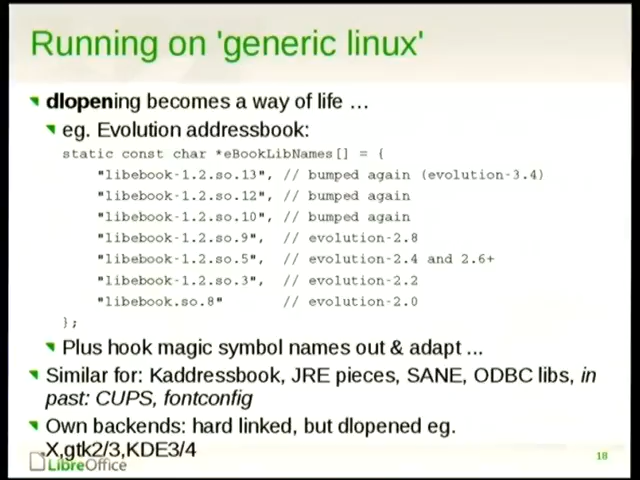 Running on 'generic linux'
dlopening becomes a way of life ...
eg. Evolution addressbook:
static const char *eBookLibNames[] = {
"libebook-1.2.so.13", // bumped again (evolution-3.4)
"libebook-1.2.so.12", // bumped again
"libebook-1.2.so.10", // bumped again
"libebook-1.2.so.9", // evolution-2.8
"libebook-1.2.so.5", // evolution-2.4 and 2.6+
"libebook-1.2.so.3", // evolution-2.2
"libebook.so.8" // evolution-2.0
};
Plus hook magic symbol names out & adapt ...
Similar for: Kaddressbook, JRE pieces, SANE, ODBC libs, in
past: CUPS, fontconfig
Own backends: hard linked, but dlopened eg.
X,gtk2/3,KDE3/4
LibreOffice
18